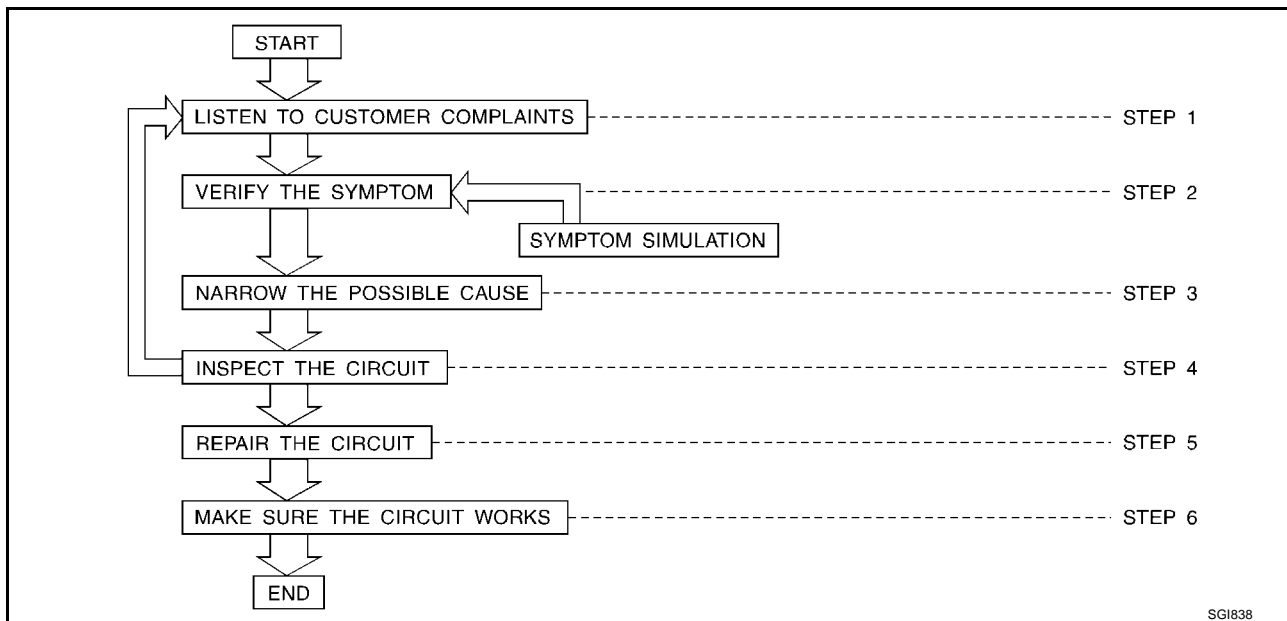 START
LISTEN TO CUSTOMER COMPLAINTS
STEP 1
VERIFY THE SYMPTOM
STEP 2
SYMPTOM SIMULATION
NARROW THE POSSIBLE CAUSE
STEP 3
INSPECT THE CIRCUIT
STEP 4
REPAIR THE CIRCUIT
STEP 5
MAKE SURE THE CIRCUIT WORKS
STEP 6
END
SGI838